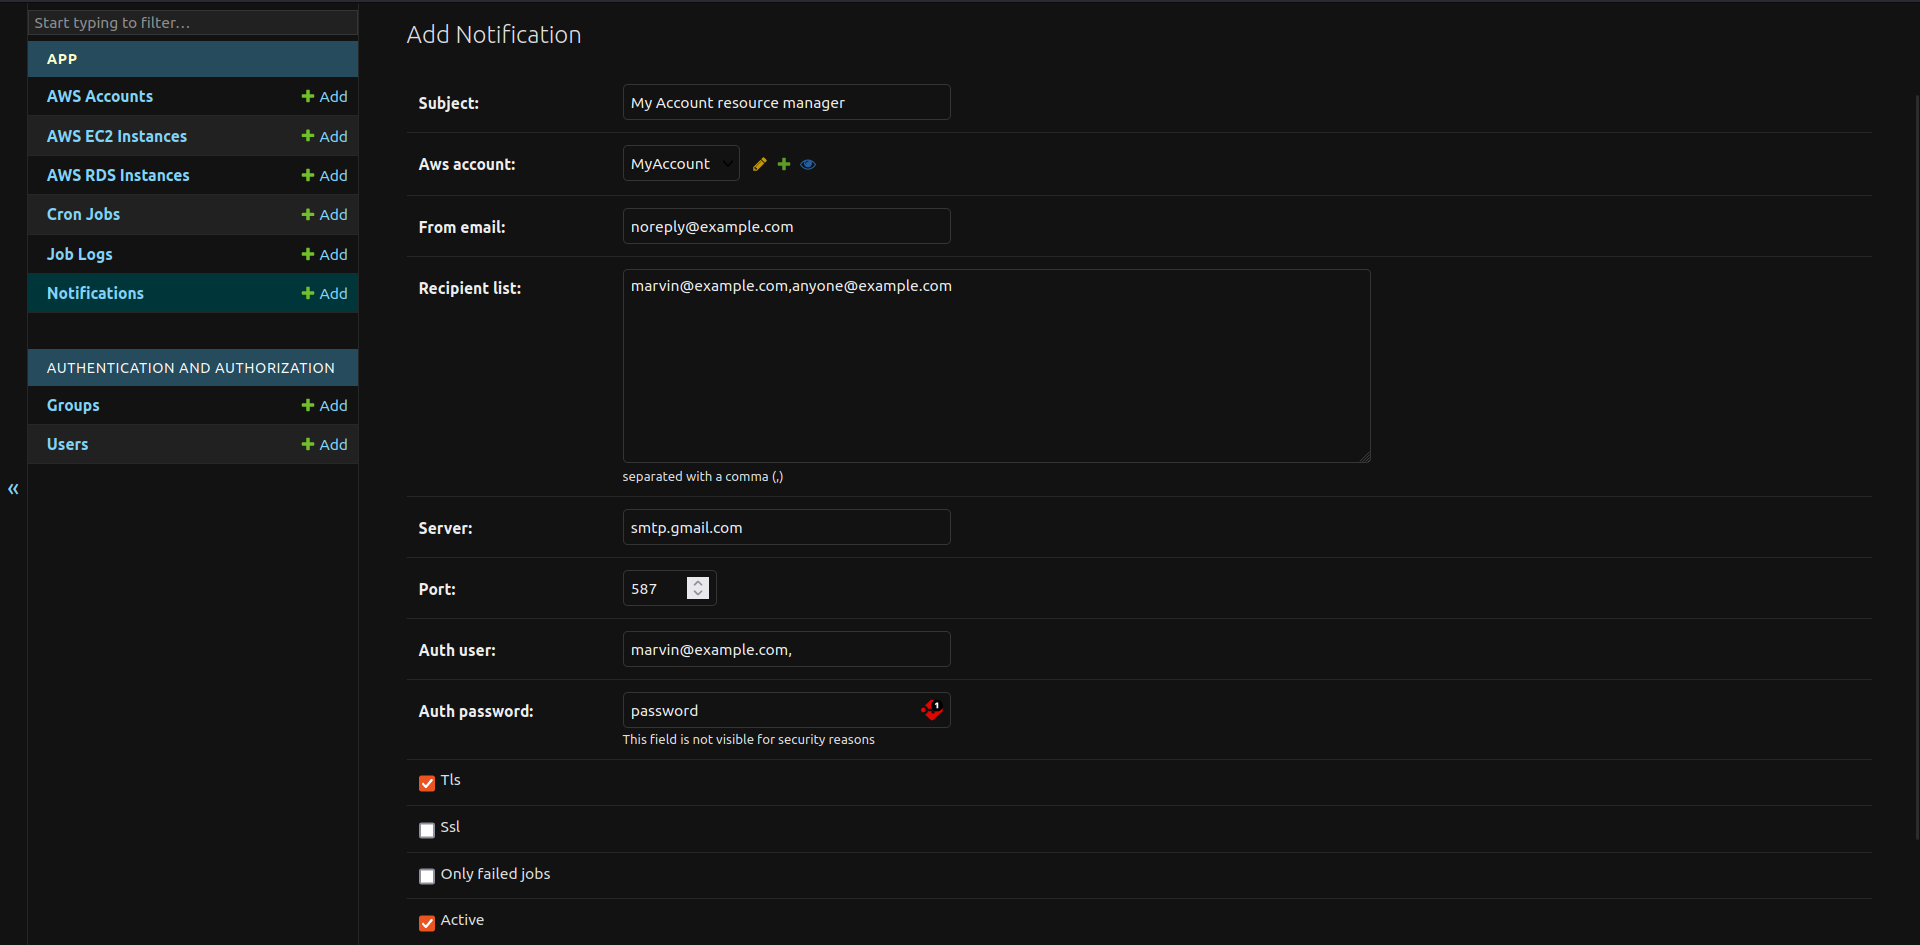 Start typing to filter...
APP
AWS Accounts + Add
AWS EC2 Instances + Add
AWS RDS Instances + Add
Cron Jobs + Add
Job Logs + Add
Notifications + Add
AUTHENTICATION AND AUTHORIZATION
Groups + Add
Users + Add
«
Add Notification
Subject: My Account resource manager
Aws account: MyAccount
From email: noreply@example.com
Recipient list: marvin@example.com,anyone@example.com
separated with a comma (,)
Server: smtp.gmail.com
Port: 587
Auth user: marvin@example.com,
Auth password: password 1
This field is not visible for security reasons
Tls
Ssl
Only failed jobs
Active